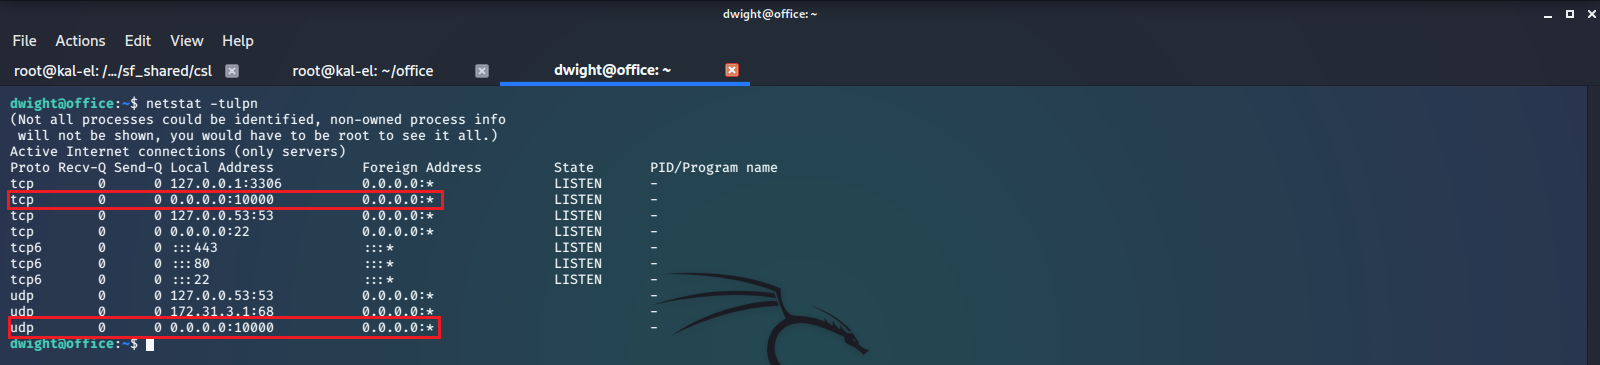 dwight@office: ~
File Actions Edit View Help
root@kal-el: /.../sf_shared/csl root@kal-el: ~/office dwight@office: ~
dwight@office:~$ netstat -tulpn
(Not all processes could be identified, non-owned process info
 will not be shown, you would have to be root to see it all.)
Active Internet connections (only servers)
Proto Recv-Q Send-Q Local Address           Foreign Address         State       PID/Program name
tcp        0      0 127.0.0.1:3306          0.0.0.0:*               LISTEN      -
tcp        0      0 0.0.0.0:10000           0.0.0.0:*               LISTEN      -
tcp        0      0 127.0.0.53:53           0.0.0.0:*               LISTEN      -
tcp        0      0 0.0.0.0:22              0.0.0.0:*               LISTEN      -
tcp6       0      0 :::443                  :::*                    LISTEN      -
tcp6       0      0 :::80                   :::*                    LISTEN      -
tcp6       0      0 :::22                   :::*                    LISTEN      -
udp        0      0 127.0.0.53:53           0.0.0.0:*                           -
udp        0      0 172.31.3.1:68           0.0.0.0:*                           -
udp        0      0 0.0.0.0:10000           0.0.0.0:*                           -
dwight@office:~$